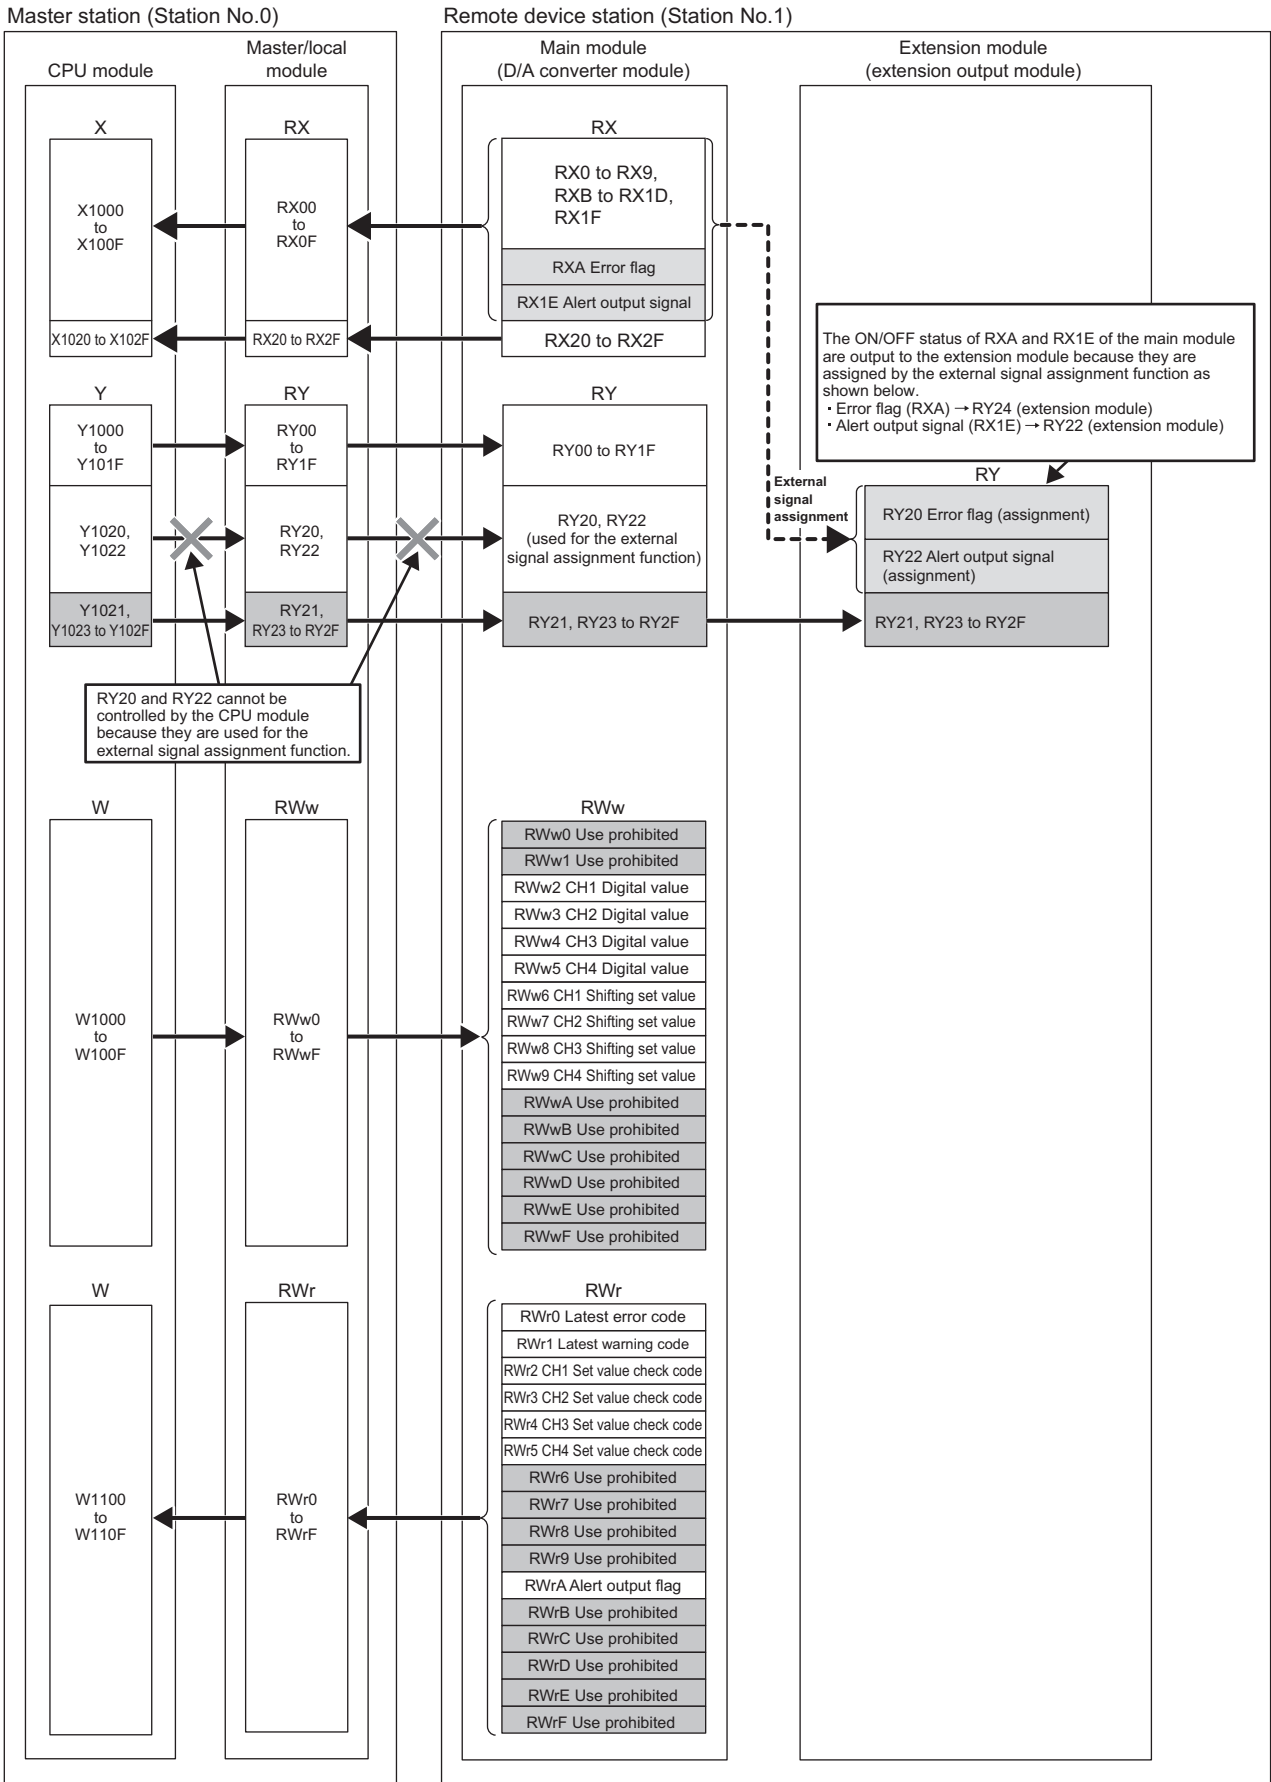 Master station (Station No.0)
Remote device station (Station No.1)
CPU module
Master/local
module
Main module
(D/A converter module)
Extension module
(extension output module)
X
RX
RX
X1000
to
X100F
RX00
to
RX0F
RX0 to RX9,
RXB to RX1D,
RX1F
RXA Error flag
RX1E Alert output signal
X1020 to X102F
RX20 to RX2F
RX20 to RX2F
The ON/OFF status of RXA and RX1E of the main module
are output to the extension module because they are
assigned by the external signal assignment function as
shown below.
・Error flag (RXA) → RY24 (extension module)
・Alert output signal (RX1E) → RY22 (extension module)
Y
RY
RY
RY
Y1000
to
Y101F
RY00
to
RY1F
RY00 to RY1F
External
signal
assignment
Y1020,
Y1022
RY20,
RY22
RY20, RY22
(used for the external
signal assignment function)
RY20 Error flag (assignment)
RY22 Alert output signal
(assignment)
Y1021,
Y1023 to Y102F
RY21,
RY23 to RY2F
RY21, RY23 to RY2F
RY21, RY23 to RY2F
RY20 and RY22 cannot be
controlled by the CPU module
because they are used for the
external signal assignment function.
W
RWw
RWw
W1000
to
W100F
RWw0
to
RWwF
RWw0 Use prohibited
RWw1 Use prohibited
RWw2 CH1 Digital value
RWw3 CH2 Digital value
RWw4 CH3 Digital value
RWw5 CH4 Digital value
RWw6 CH1 Shifting set value
RWw7 CH2 Shifting set value
RWw8 CH3 Shifting set value
RWw9 CH4 Shifting set value
RWwA Use prohibited
RWwB Use prohibited
RWwC Use prohibited
RWwD Use prohibited
RWwE Use prohibited
RWwF Use prohibited
W
RWr
RWr
W1100
to
W110F
RWr0
to
RWrF
RWr0 Latest error code
RWr1 Latest warning code
RWr2 CH1 Set value check code
RWr3 CH2 Set value check code
RWr4 CH3 Set value check code
RWr5 CH4 Set value check code
RWr6 Use prohibited
RWr7 Use prohibited
RWr8 Use prohibited
RWr9 Use prohibited
RWrA Alert output flag
RWrB Use prohibited
RWrC Use prohibited
RWrD Use prohibited
RWrE Use prohibited
RWrF Use prohibited